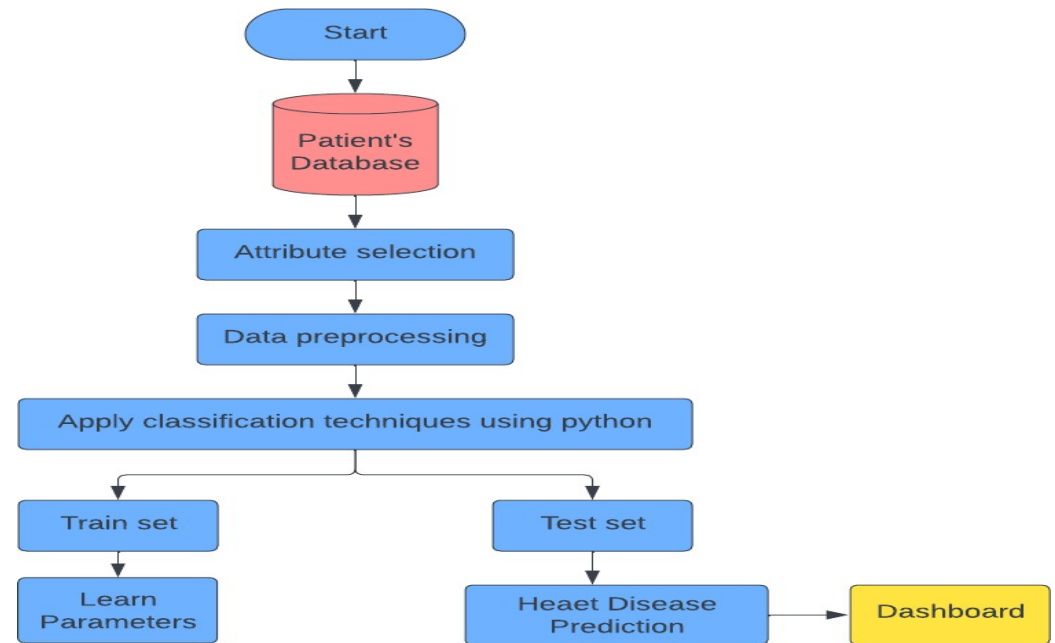 Start
Patient's
Database
Attribute selection
Data preprocessing
Apply classification techniques using python
Train set
Test set
Learn
Parameters
Heaet Disease
Prediction
Dashboard